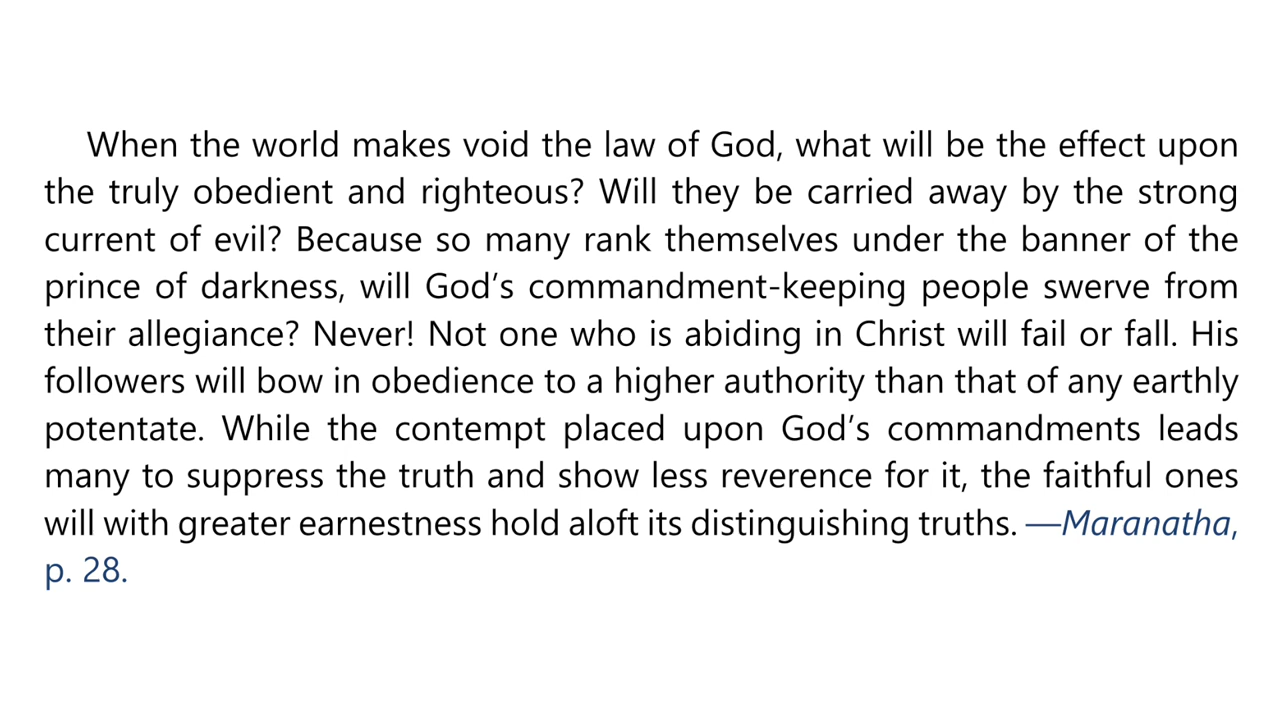 When the world makes void the law of God, what will be the effect upon
the truly obedient and righteous? Will they be carried away by the strong
current of evil? Because so many rank themselves under the banner of the
prince of darkness, will God’s commandment-keeping people swerve from
their allegiance? Never! Not one who is abiding in Christ will fail or fall. His
followers will bow in obedience to a higher authority than that of any earthly
potentate. While the contempt placed upon God’s commandments leads
many to suppress the truth and show less reverence for it, the faithful ones
will with greater earnestness hold aloft its distinguishing truths. —Maranatha,
p. 28.